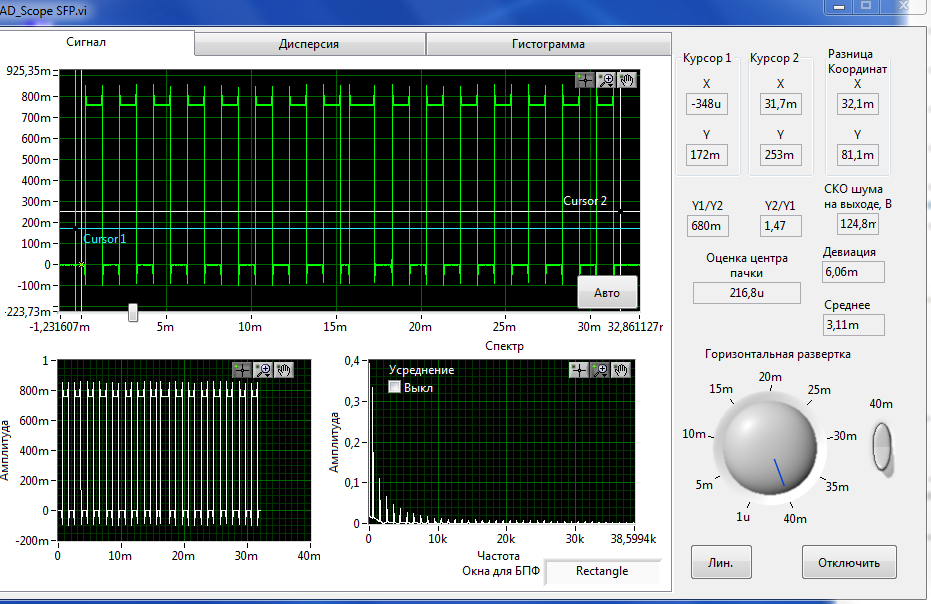 AD_Scope SFP.vi
Сигнал
Дисперсия
Гистограмма
925,35m
800m
700m
600m
500m
400m
300m
200m
100m
0
-100m
-223,73m
Cursor 2
Cursor 1
Авто
-1,231607m
5m
10m
15m
20m
25m
30m
32,861127m
Курсор 1
X
-348u
Y
172m
Курсор 2
X
31,7m
Y
253m
Разница
Координат
X
32,1m
Y
81,1m
Y1/Y2
680m
Y2/Y1
1,47
СКО шума
на выходе, В
124,8m
Оценка центра
пачки
216,8u
Девиация
6,06m
Среднее
3,11m
Амплитуда
1
800m
600m
400m
200m
0
-200m
0
10m
20m
30m
40m
Спектр
Усреднение
Выкл
Амплитуда
0,4
0,3
0,2
0,1
0
0
10k
20k
30k
38,5994k
Частота
Окна для БПФ
Rectangle
Горизонтальная развертка
1u
5m
10m
15m
20m
25m
30m
35m
40m
40m
Лин.
Отключить